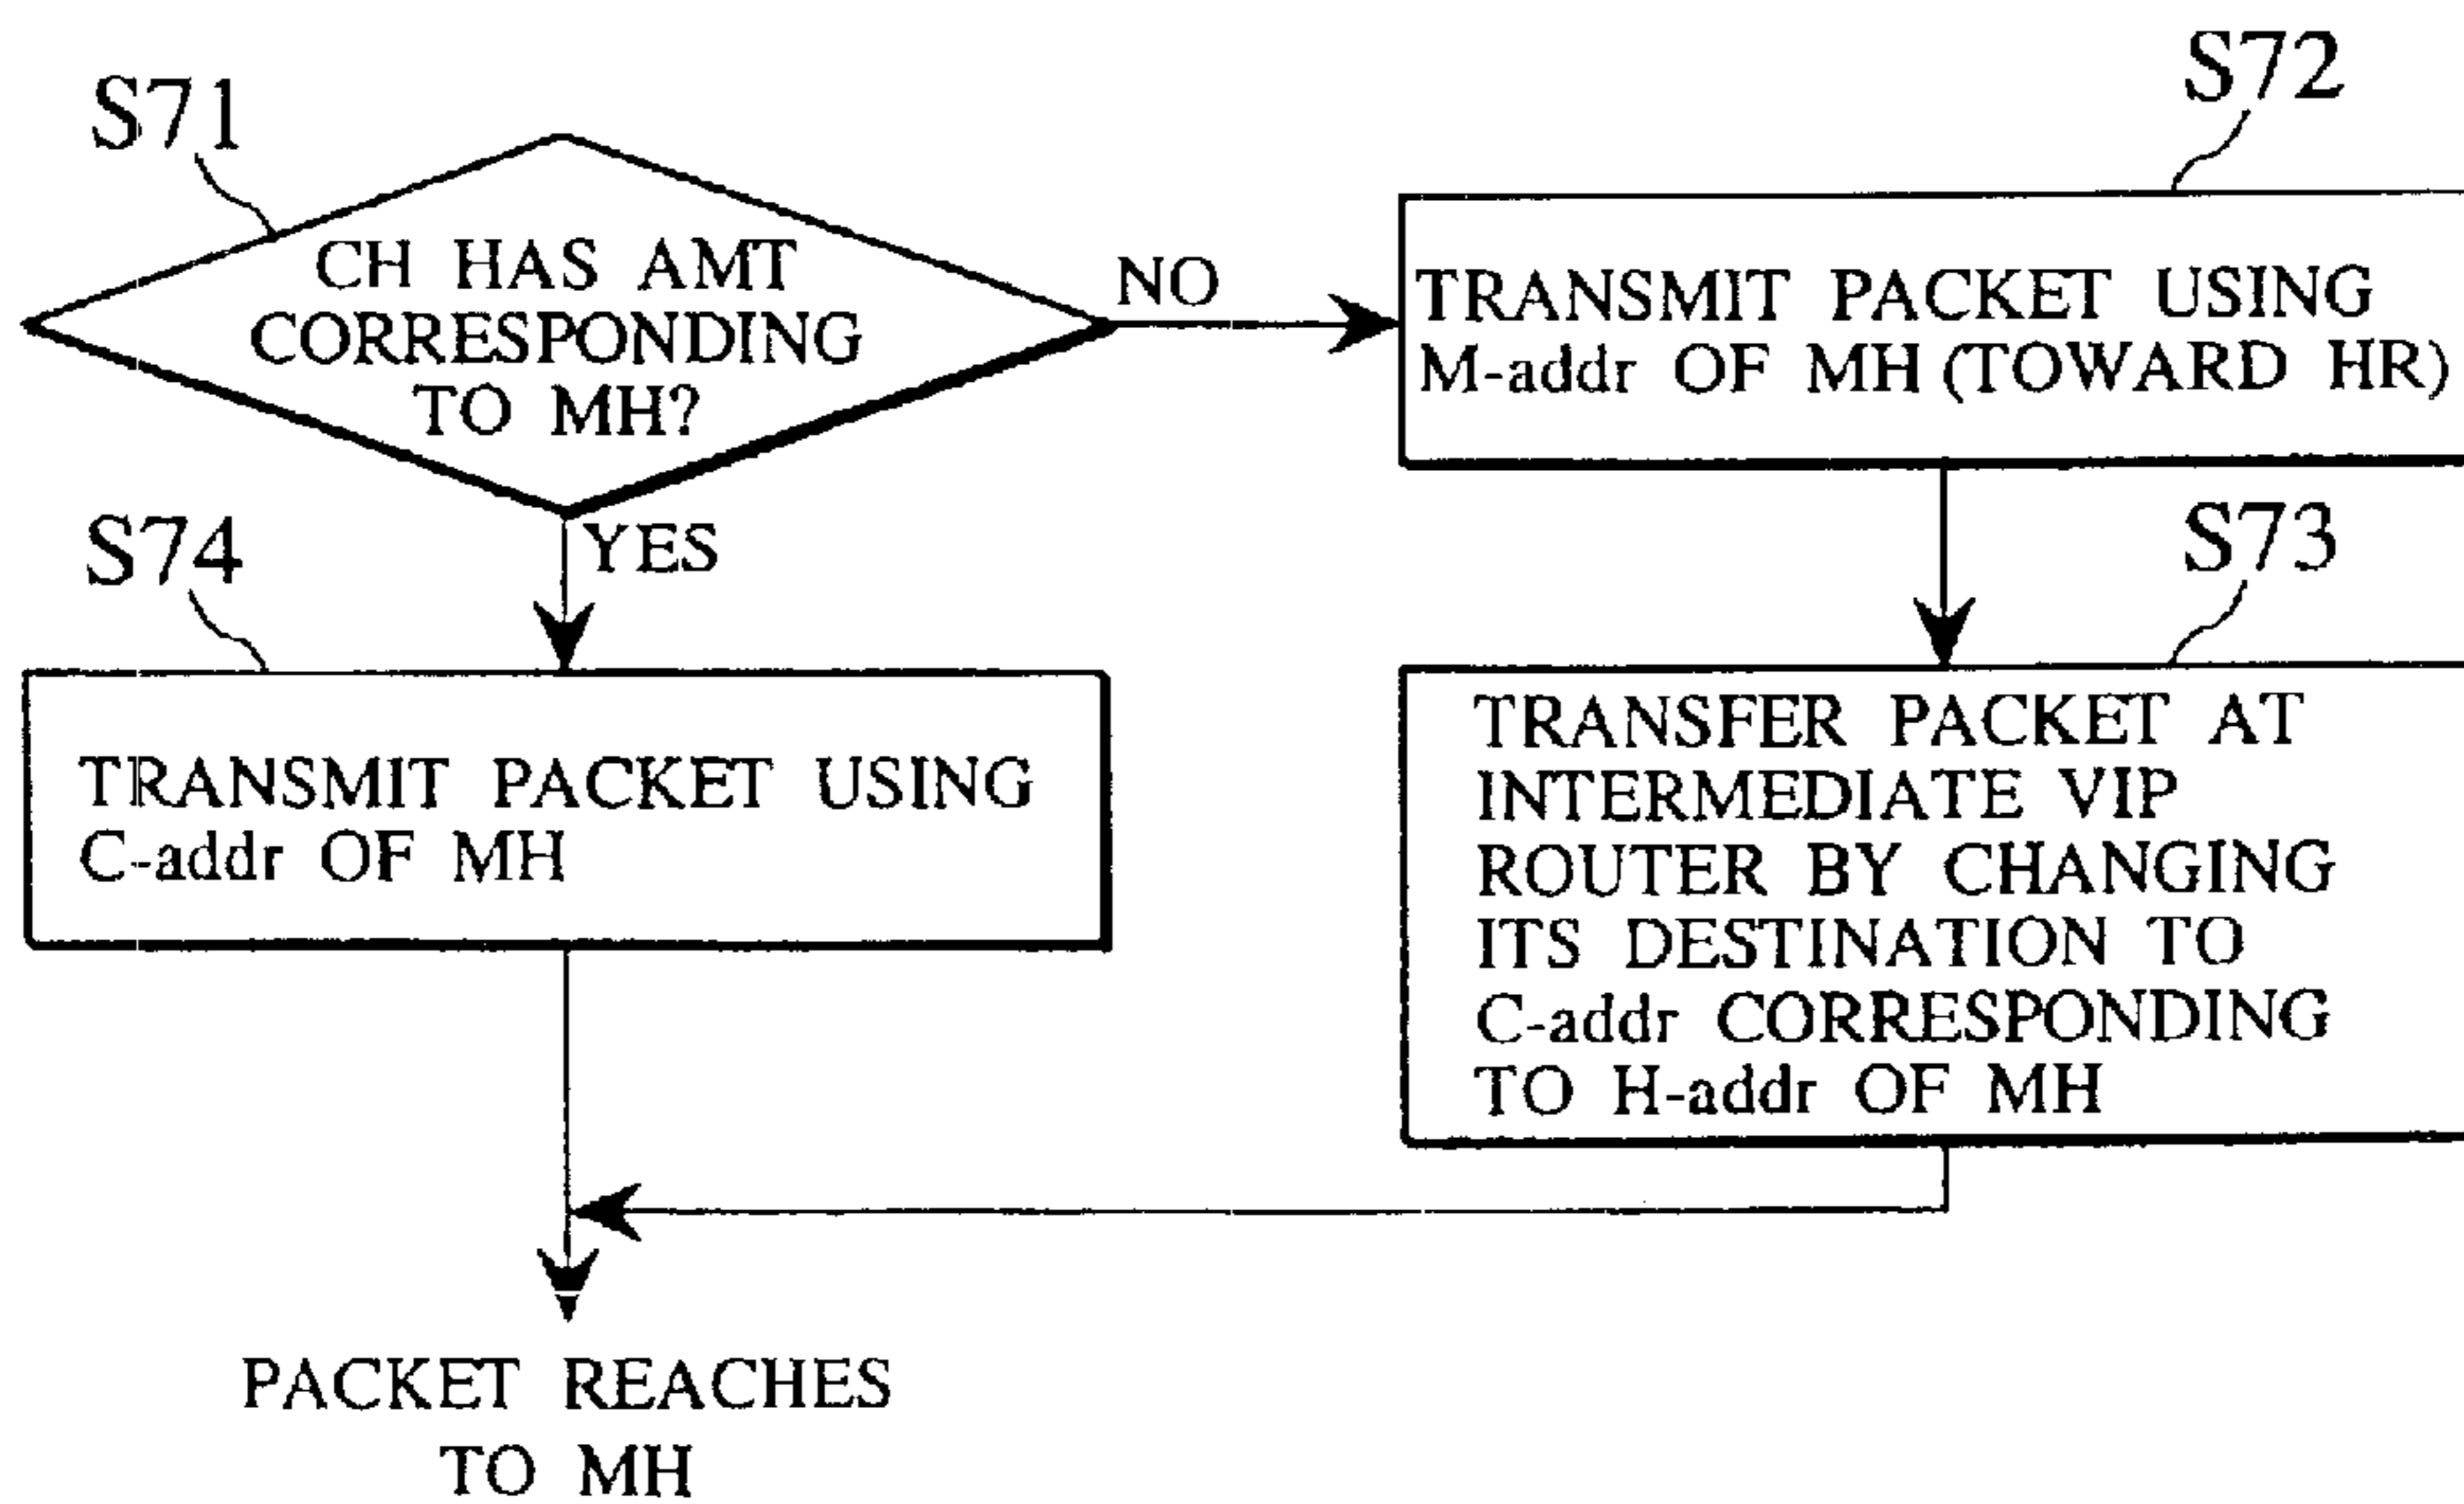 S71
CH HAS AMT
CORRESPONDING
TO MH?
NO
YES
S72
TRANSMIT PACKET USING
M-addr OF MH (TOWARD HR)
S73
TRANSFER PACKET AT
INTERMEDIATE VIP
ROUTER BY CHANGING
ITS DESTINATION TO
C-addr CORRESPONDING
TO H-addr OF MH
S74
TRANSMIT PACKET USING
C-addr OF MH
PACKET REACHES
TO MH